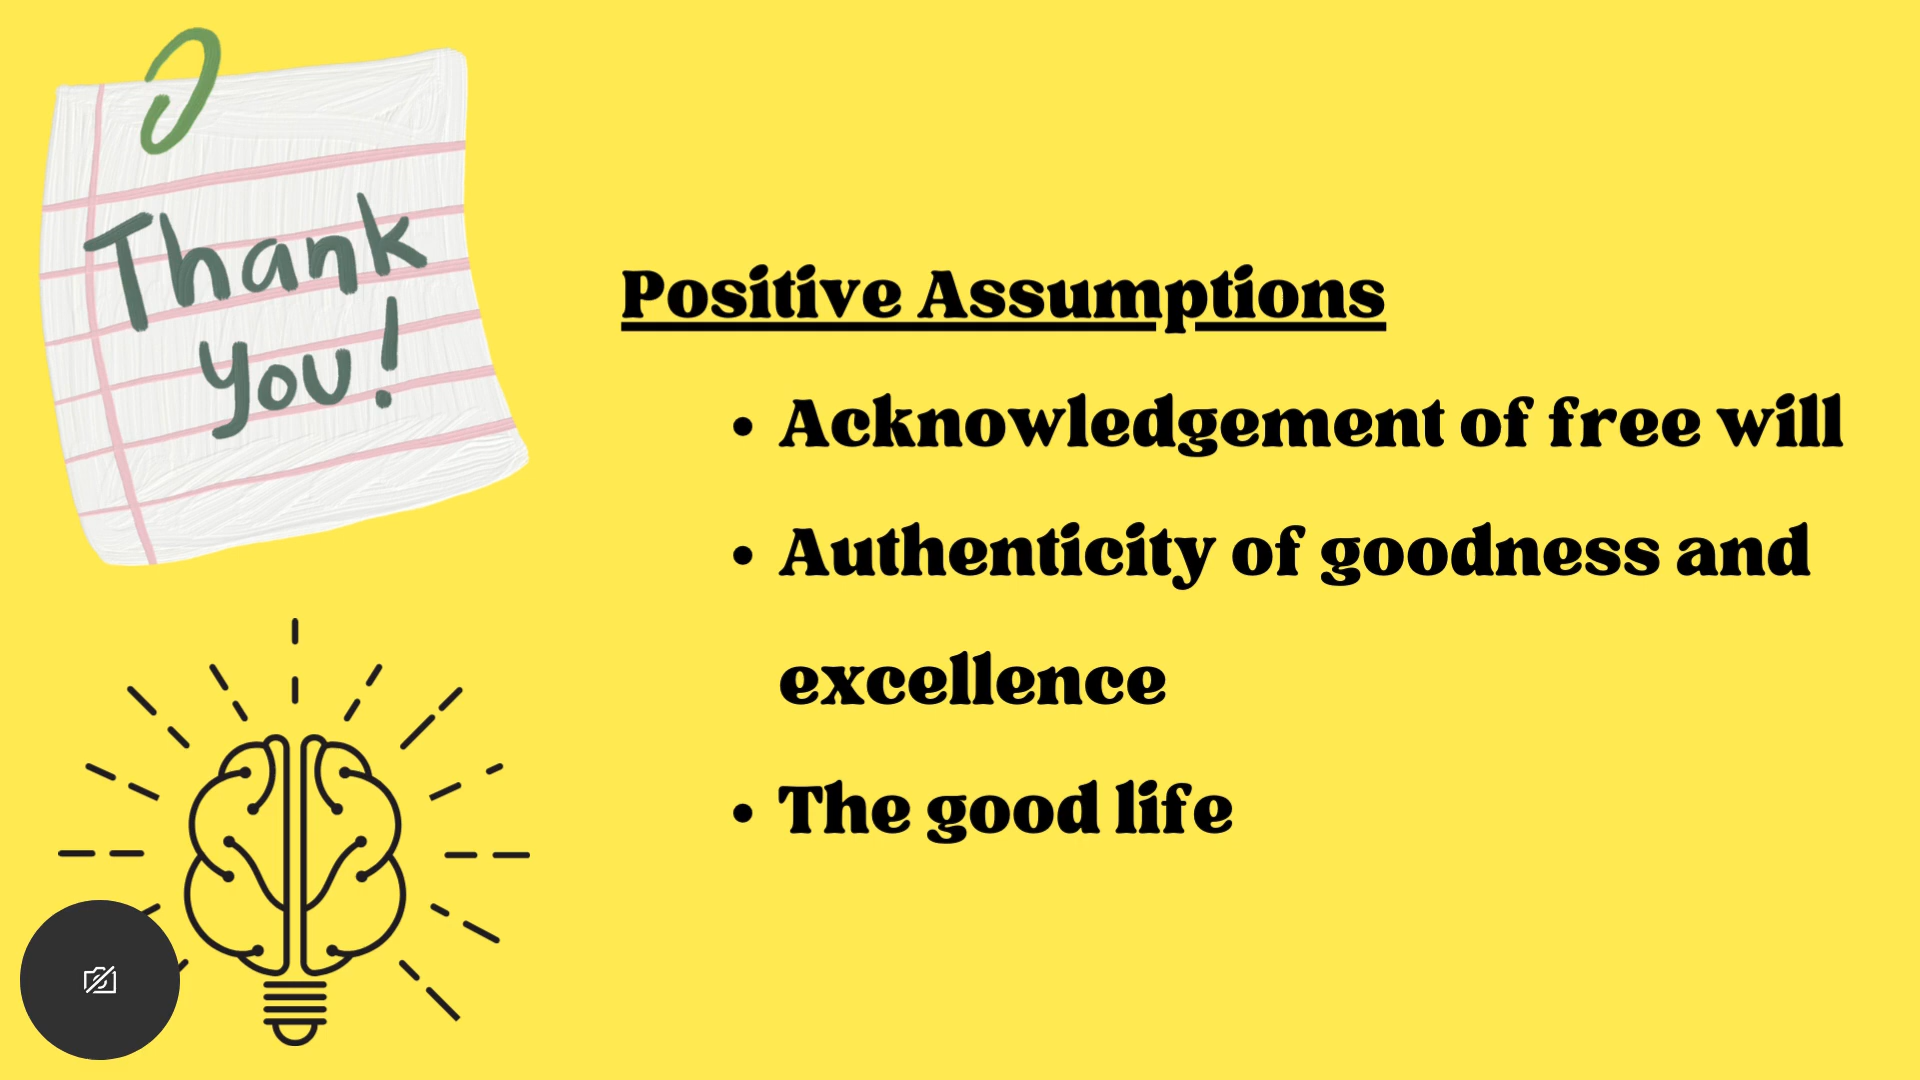 Thank
you!
Positive Assumptions
• Acknowledgement of free will
• Authenticity of goodness and
excellence
• The good life